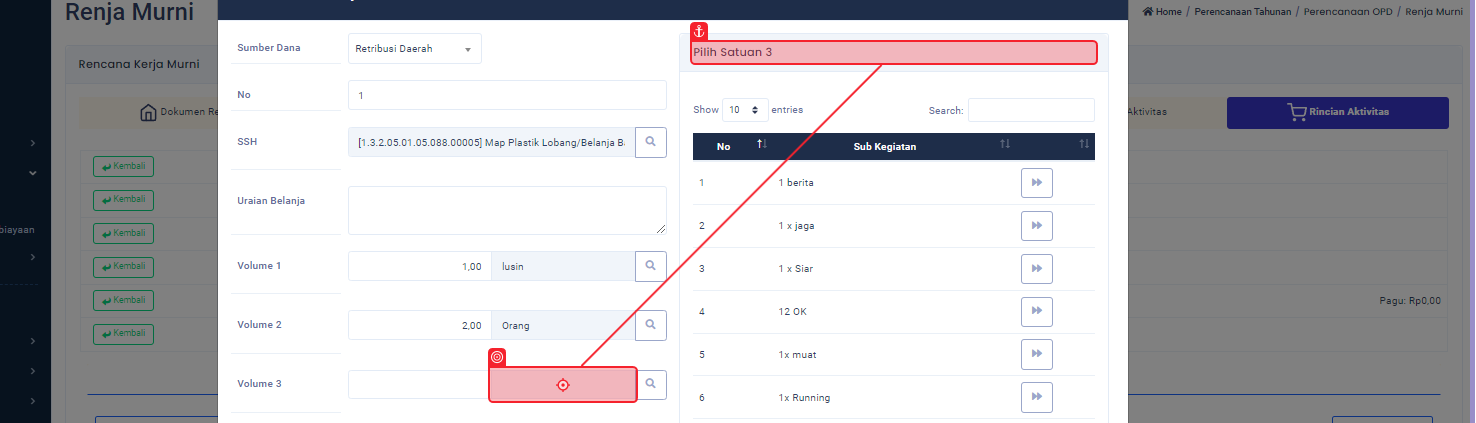 Renja Murni
Home / Perencanaan Tahunan / Perencanaan OPD / Renja Murni
Rencana Kerja Murni
Dokumen Re
Aktivitas
Rincian Aktivitas
Kembali
Kembali
Kembali
Kembali
Kembali
Kembali
biayaan
Pagu: Rp0,00
Sumber Dana
Retribusi Daerah
No
1
SSH
[1.3.2.05.01.05.088.00005] Map Plastik Lobang/Belanja B
Uraian Belanja
Volume 1
1,00
lusin
Volume 2
2,00
Orang
Volume 3
Pilih Satuan 3
Show 10 entries
Search:
No Sub Kegiatan
1 1 berita
2 1 x jaga
3 1 x Siar
4 12 OK
5 1x muat
6 1x Running